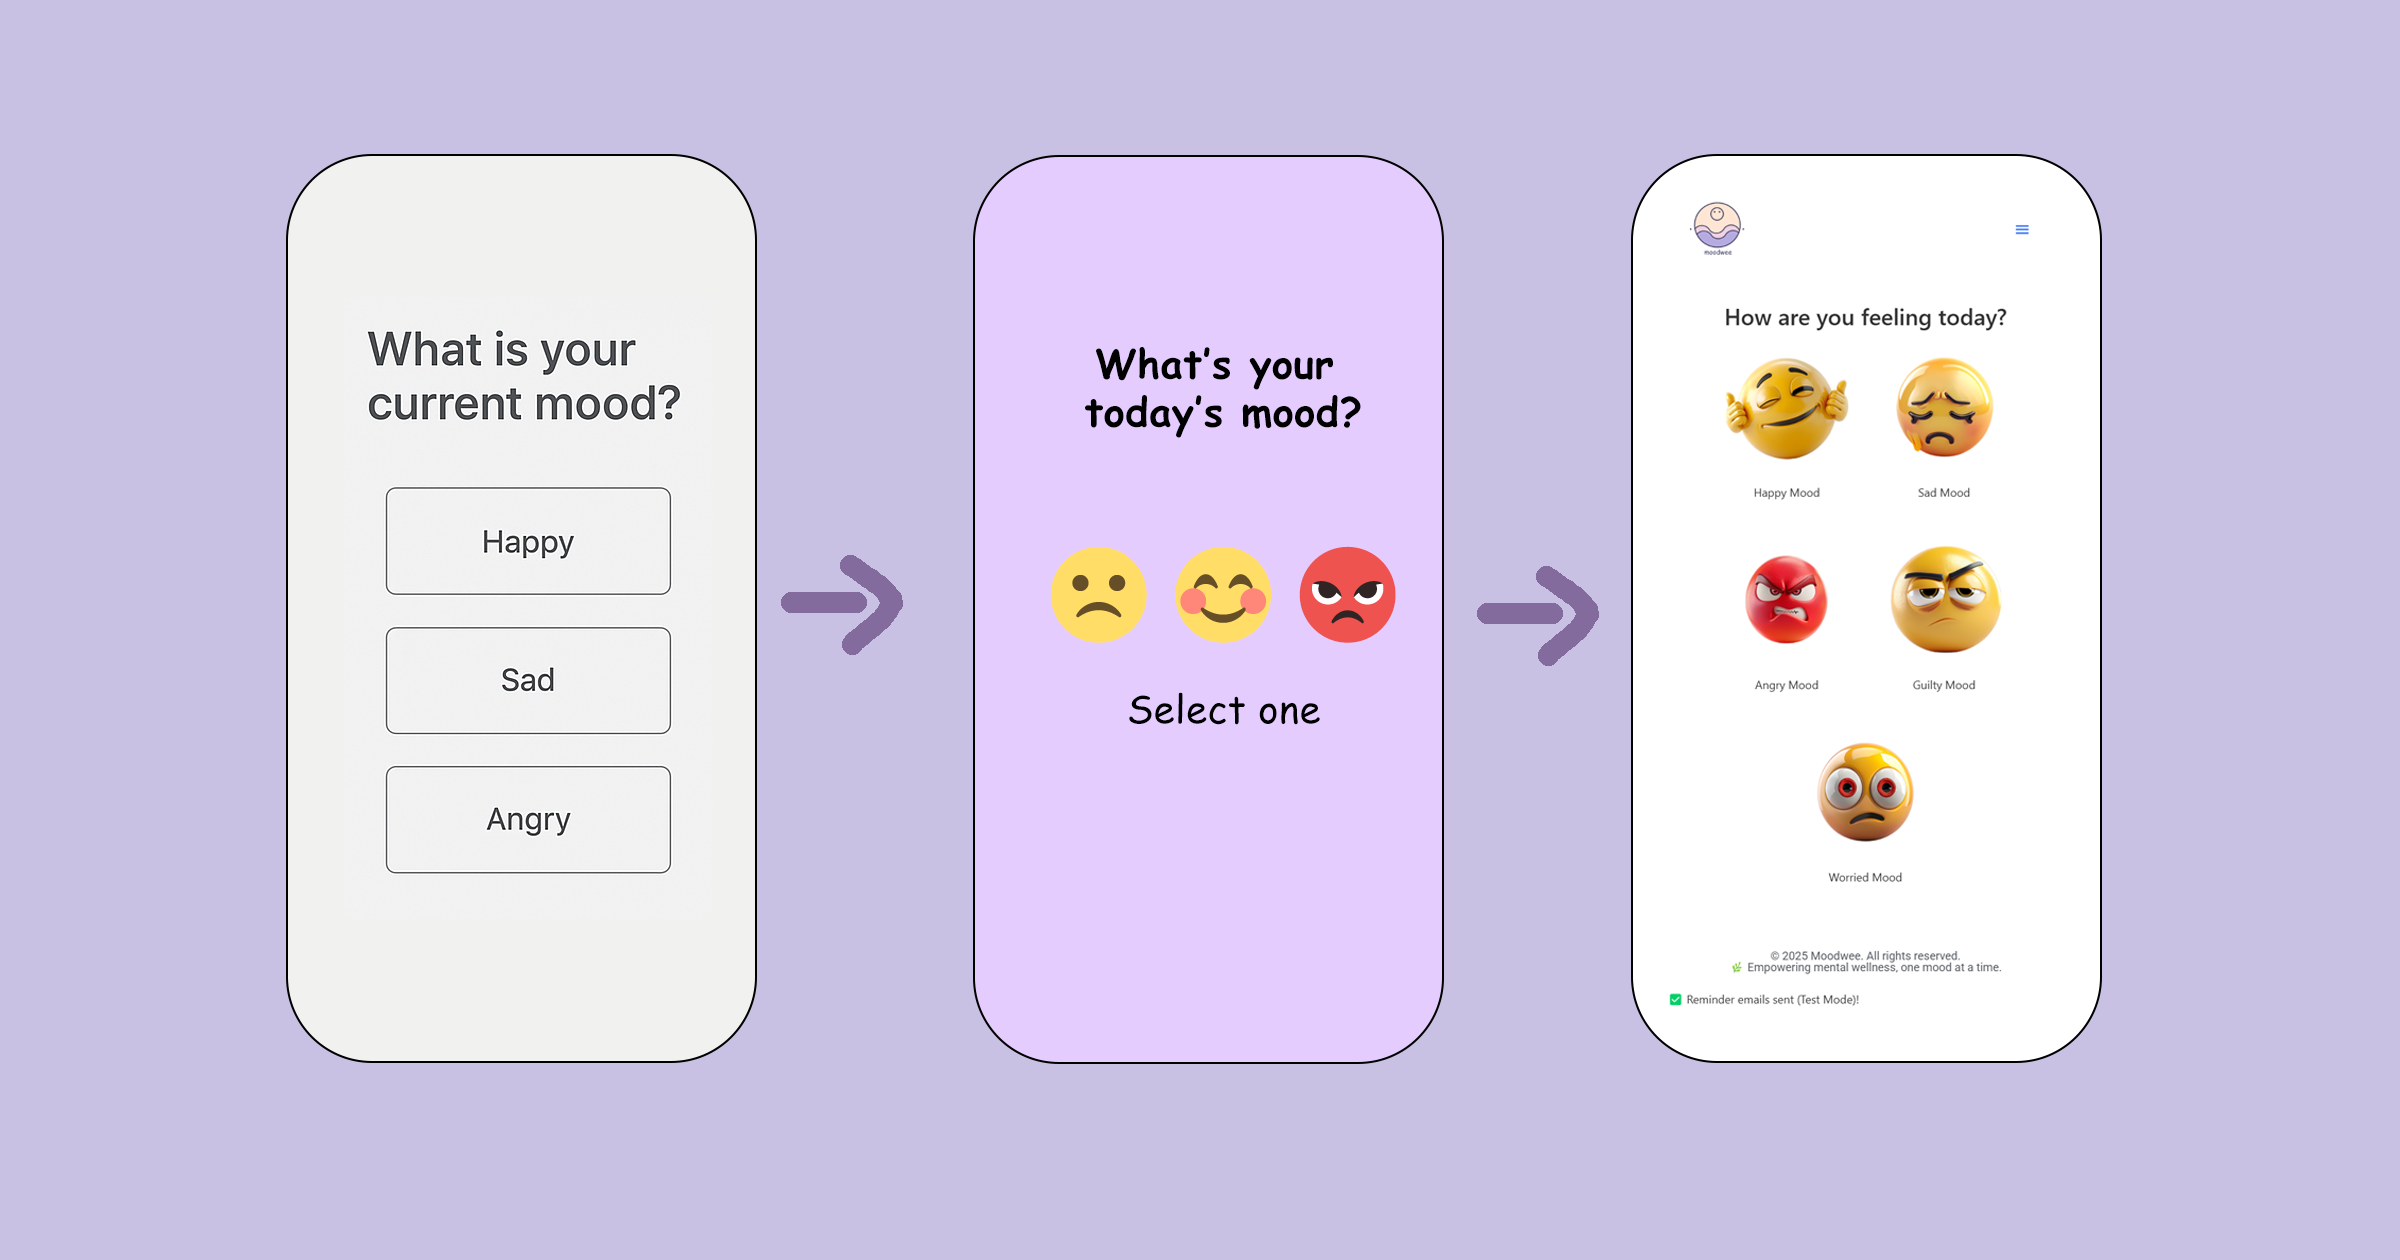 What is your
current mood?
Happy
Sad
Angry
What's your
today's mood?
Select one
moodwee
How are you feeling today?
Happy Mood
Sad Mood
Angry Mood
Guilty Mood
Worried Mood
© 2025 Moodwee. All rights reserved.
Empowering mental wellness, one mood at a time.
Reminder emails sent (Test Mode)!